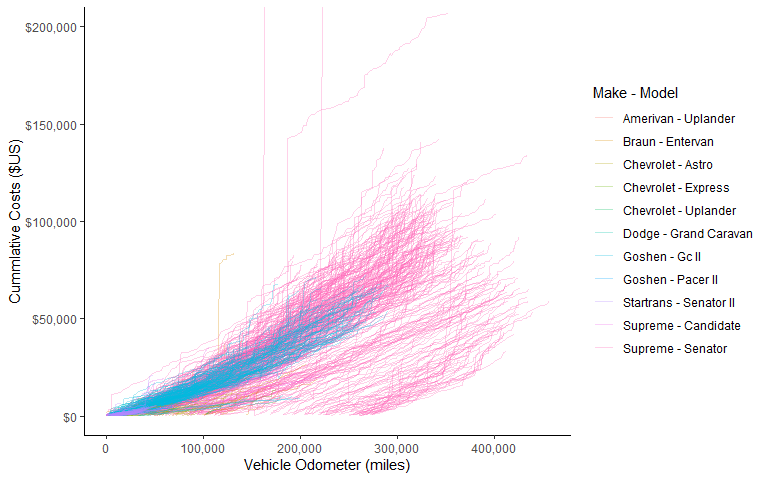 $200,000
$150,000
$100,000
$50,000
$0
Cummlative Costs ($US)
0
100,000
200,000
300,000
400,000
Vehicle Odometer (miles)
Make - Model
Amerivan - Uplander
Braun - Entervan
Chevrolet - Astro
Chevrolet - Express
Chevrolet - Uplander
Dodge - Grand Caravan
Goshen - Gc II
Goshen - Pacer II
Startrans - Senator II
Supreme - Candidate
Supreme - Senator